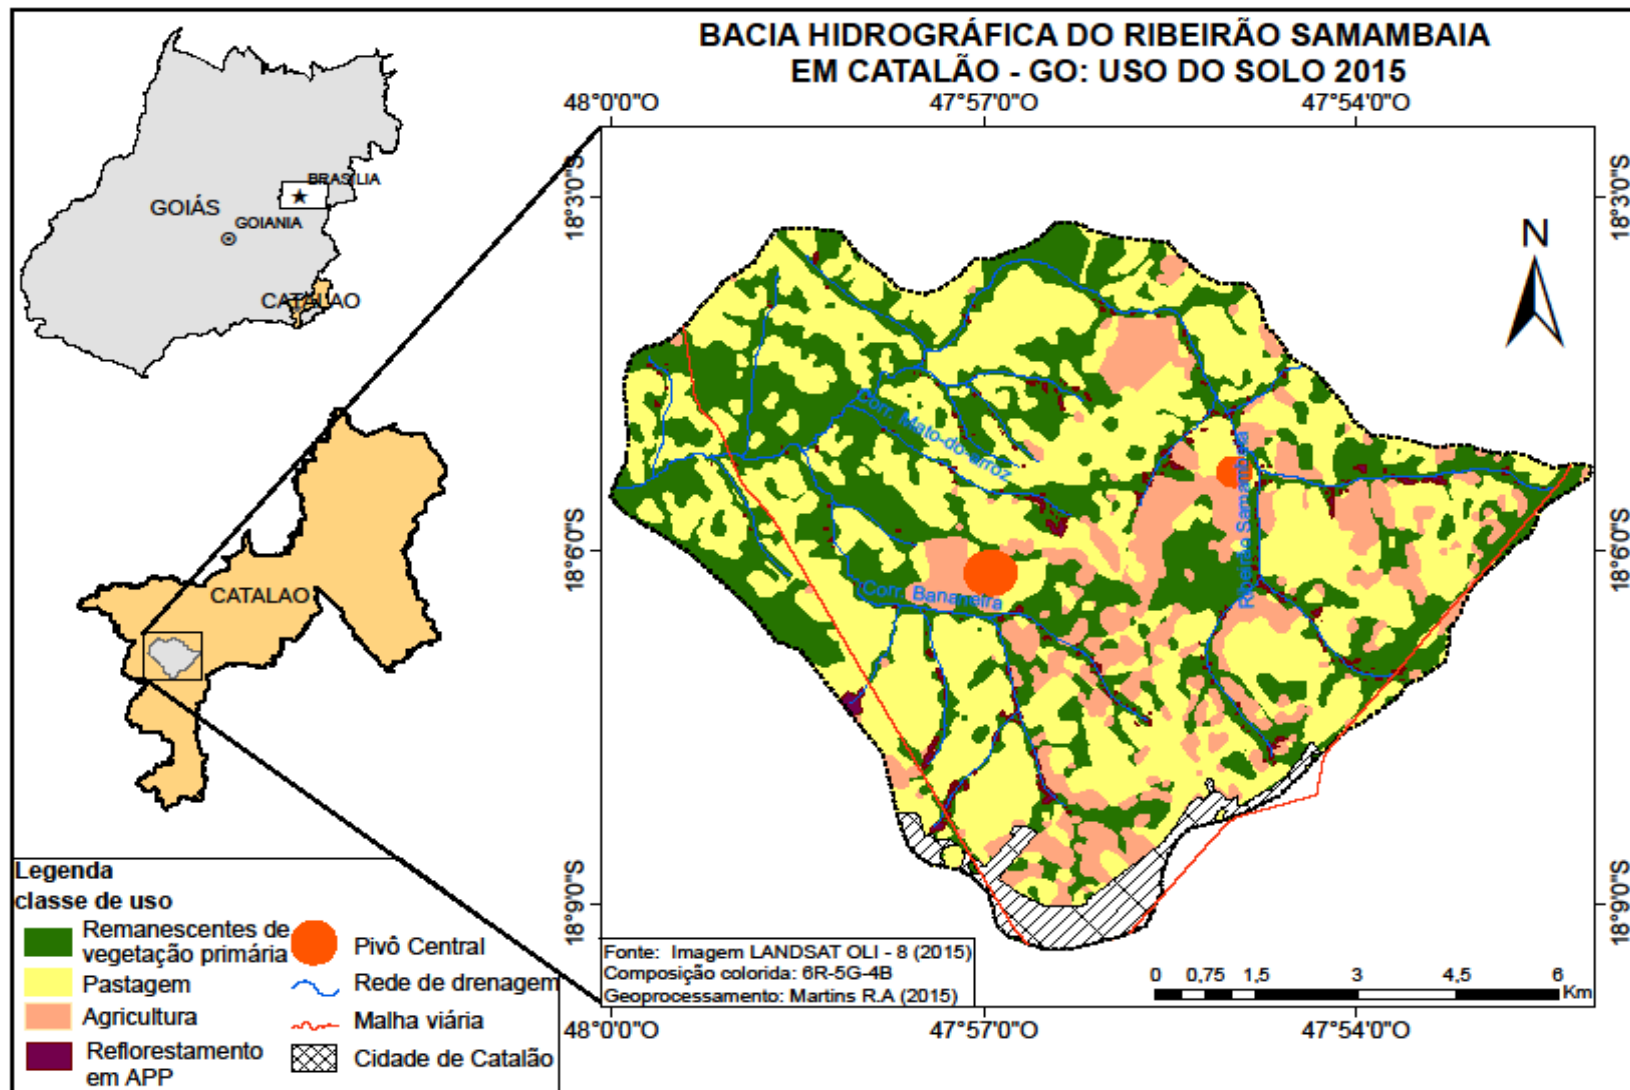 BACIA HIDROGRÁFICA DO RIBEIRÃO SAMAMBAIA
EM CATALÃO - GO: USO DO SOLO 2015
48°0'0"O
47°57'0"O
47°54'0"O
18°3'0"S
18°3'0"S
BRASÍLIA
GOIÁS
GOIANIA
CATALAO
N
Corr. Mato-do-arroz
Ribeirão Samambaia
18°6'0"S
18°6'0"S
Corr. Bananeira
CATALAO
18°9'0"S
18°9'0"S
Legenda
classe de uso
Remanescentes de
vegetação primária
Pastagem
Agricultura
Reflorestamento
em APP
Pivô Central
Rede de drenagem
Malha viária
Cidade de Catalão
Fonte: Imagem LANDSAT OLI - 8 (2015)
Composição colorida: 6R-5G-4B
Geoprocessamento: Martins R.A (2015)
0 0,75 1,5 3 4,5 6
Km
48°0'0"O
47°57'0"O
47°54'0"O